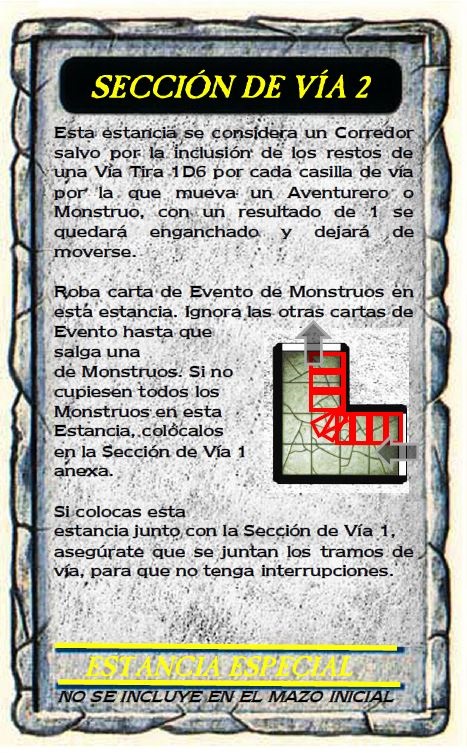 SECCIÓN DE VÍA 2
Esta estancia se considera un Corredor
salvo por la inclusión de los restos de
una Vía Tira 1D6 por cada casilla de vía
por la que mueva un Aventurero o
Monstruo, con un resultado de 1 se
quedará enganchado y dejará de
moverse.
Roba carta de Evento de Monstruos en
está estancia. Ignora las otras cartas de
Evento hasta que
salga una
de Monstruos. Si no
cupiesen todos los
Monstruos en esta
Estancia, colócalos
en la Sección de Vía 1
anexa.
Si colocas esta
estancia junto con la Sección de Vía 1,
asegúrate que se juntan los tramos de
vía, para que no tenga interrupciones.
ESTANCIA ESPECIAL
NO SE INCLUYE EN EL MAZO INICIAL